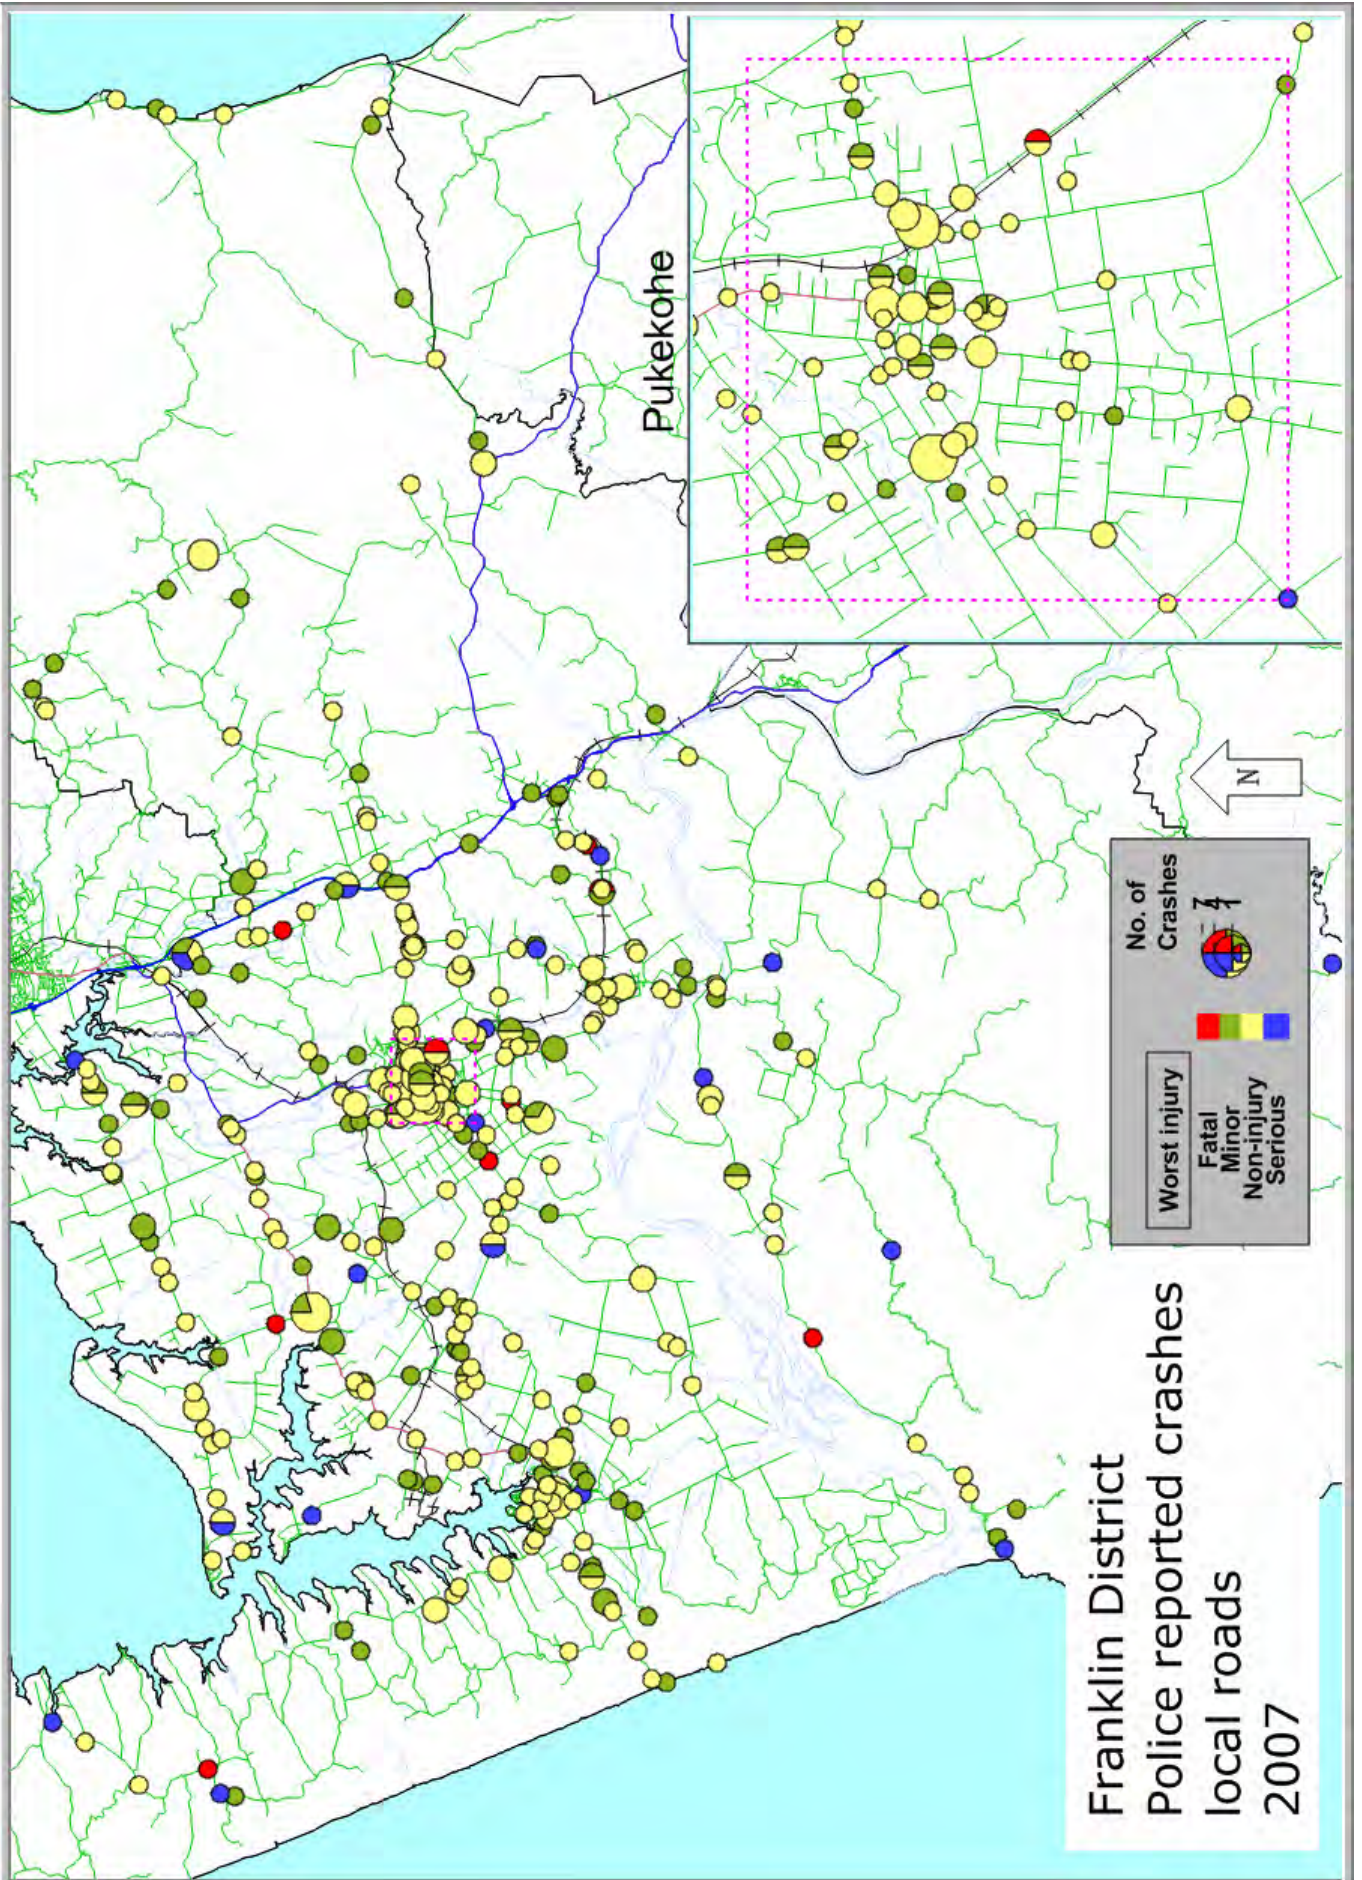 Pukekohe
Franklin District
Police reported crashes
local roads
2007
Worst injury
Fatal
Minor
Non-injury
Serious
No. of
Crashes
7
4
1
N